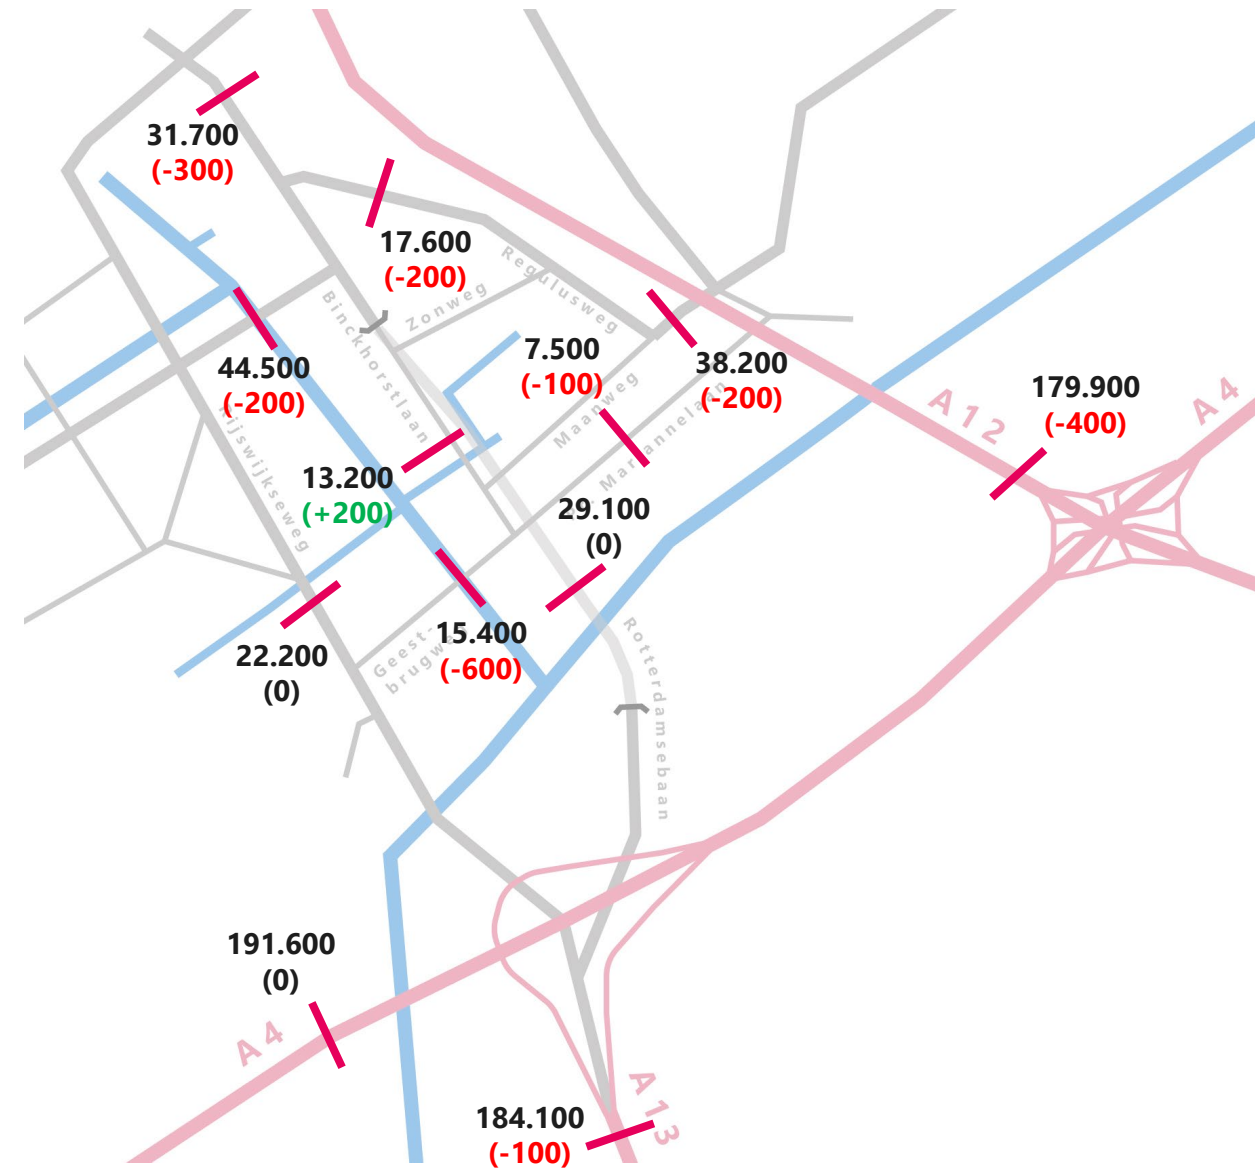 31.700
(-300)
17.600
(-200)
Regulusweg
Zonweg
Binckhorstlaan
7.500
(-100)
38.200
(-200)
44.500
(-200)
Maanweg
A12
179.900
(-400)
A4
Rijswijkseweg
13.200
(+200)
29.100
(0)
22.200
(0)
Geest-
brugweg
15.400
(-600)
Rotterdamsebaan
191.600
(0)
A4
A13
184.100
(-100)